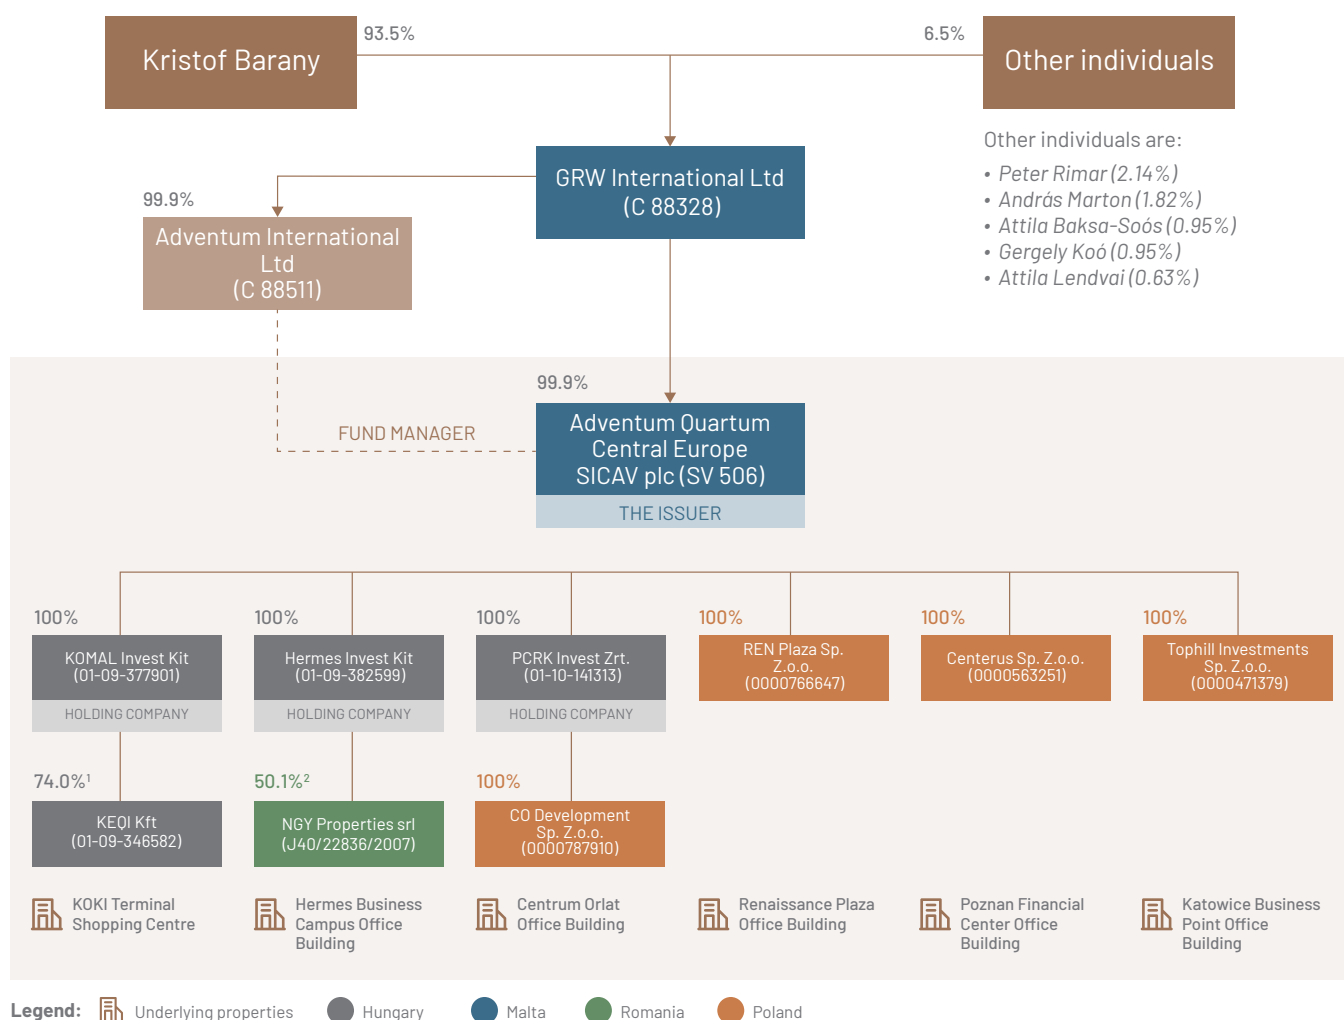 Kristof Barany
93.5%
6.5%
Other individuals
Other individuals are:
• Peter Rimar (2.14%)
• András Marton (1.82%)
• Attila Baksa-Soós (0.95%)
• Gergely Koó (0.95%)
• Attila Lendvai (0.63%)
GRW International Ltd
(C 88328)
99.9%
Adventum International
Ltd
(C 88511)
99.9%
FUND MANAGER
Adventum Quartum
Central Europe
SICAV plc (SV 506)
THE ISSUER
100%
KOMAL Invest Kit
(01-09-377901)
HOLDING COMPANY
100%
Hermes Invest Kit
(01-09-382599)
HOLDING COMPANY
100%
PCRK Invest Zrt.
(01-10-141313)
HOLDING COMPANY
100%
REN Plaza Sp.
Z.o.o.
(0000766647)
100%
Centerus Sp. Z.o.o.
(0000563251)
100%
Tophill Investments
Sp. Z.o.o.
(0000471379)
74.0%¹
KEQI Kft
(01-09-346582)
50.1%²
NGY Properties srl
(J40/22836/2007)
100%
CO Development
Sp. Z.o.o.
(0000787910)
KOKI Terminal
Shopping Centre
Hermes Business
Campus Office
Building
Centrum Orlat
Office Building
Renaissance Plaza
Office Building
Poznan Financial
Center Office
Building
Katowice Business
Point Office
Building
Legend: Underlying properties Hungary Malta Romania Poland